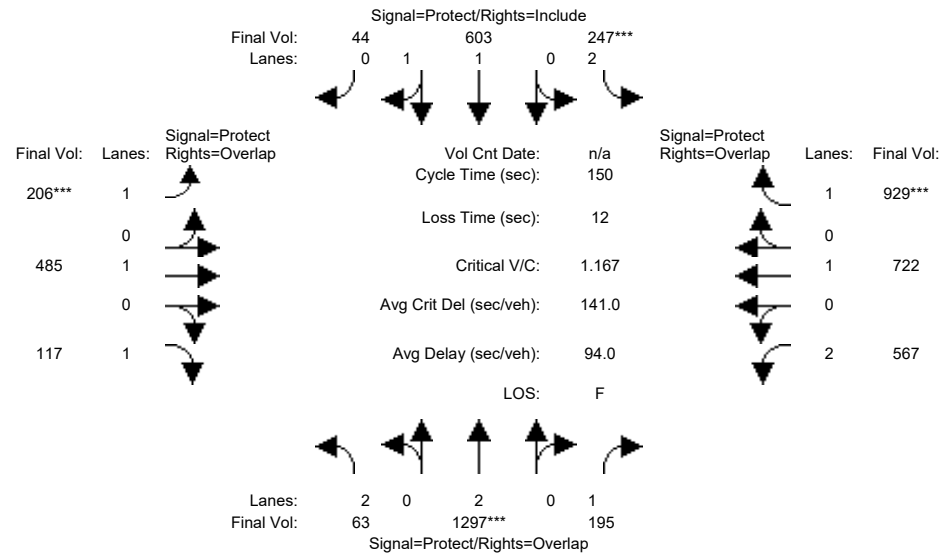 Signal=Protect/Rights=Include
Final Vol: 44 603 247***
Lanes: 0 1 1 0 2
Signal=Protect
Final Vol: Lanes: Rights=Overlap
Vol Cnt Date: n/a
Signal=Protect
Rights=Overlap Lanes: Final Vol:
Cycle Time (sec): 150
206*** 1
1 929***
Loss Time (sec): 12
0
0
485 1
Critical V/C: 1.167
1 722
0
Avg Crit Del (sec/veh): 141.0
0
117 1
Avg Delay (sec/veh): 94.0
2 567
LOS: F
Lanes: 2 0 2 0 1
Final Vol: 63 1297*** 195
Signal=Protect/Rights=Overlap